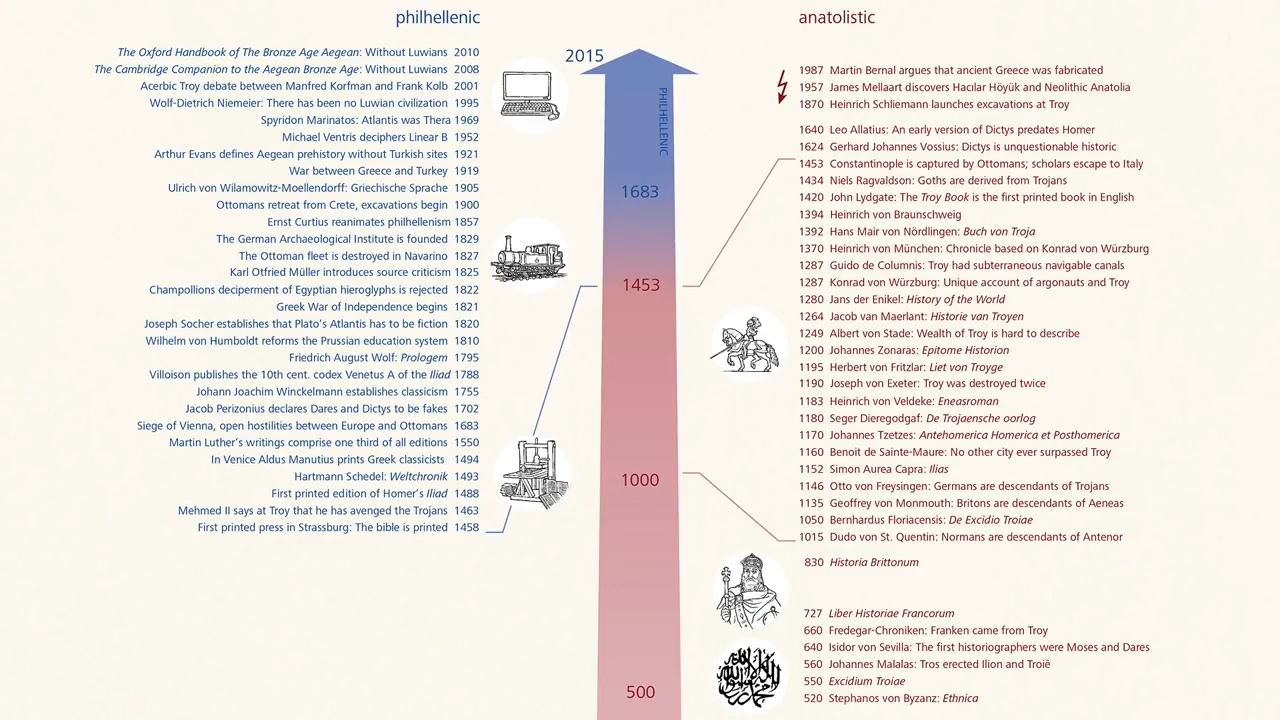 philhellenic
The Oxford Handbook of The Bronze Age Aegean: Without Luwians 2010
The Cambridge Companion to the Aegean Bronze Age: Without Luwians 2008
Acerbic Troy debate between Manfred Korfman and Frank Kolb 2001
Wolf-Dietrich Niemeier: There has been no Luwian civilization 1995
Spyridon Marinatos: Atlantis was Thera 1969
Michael Ventris deciphers Linear B 1952
Arthur Evans defines Aegean prehistory without Turkish sites 1921
War between Greece and Turkey 1919
Ulrich von Wilamowitz-Moellendorff: Griechische Sprache 1905
Ottomans retreat from Crete, excavations begin 1900
Ernst Curtius reanimates philhellenism 1857
The German Archaeological Institute is founded 1829
The Ottoman fleet is destroyed in Navarino 1827
Karl Otfried Müller introduces source criticism 1825
Champollions deciperment of Egyptian hieroglyphs is rejected 1822
Greek War of Independence begins 1821
Joseph Socher establishes that Plato's Atlantis has to be fiction 1820
Wilhelm von Humboldt reforms the Prussian education system 1810
Friedrich August Wolf: Prologem 1795
Villoison publishes the 10th cent. codex Venetus A of the Iliad 1788
Johann Joachim Winckelmann establishes classicism 1755
Jacob Perizonius declares Dares and Dictys to be fakes 1702
Siege of Vienna, open hostilities between Europe and Ottomans 1683
Martin Luther's writings comprise one third of all editions 1550
In Venice Aldus Manutius prints Greek classicists 1494
Hartmann Schedel: Weltchronik 1493
First printed edition of Homer's Iliad 1488
Mehmed II says at Troy that he has avenged the Trojans 1463
First printed press in Strassburg: The bible is printed 1458
2015
PHILHELLENIC
1683
1453
1000
500
anatolistic
1987 Martin Bernal argues that ancient Greece was fabricated
1957 James Mellaart discovers Hacılar Höyük and Neolithic Anatolia
1870 Heinrich Schliemann launches excavations at Troy
1640 Leo Allatius: An early version of Dictys predates Homer
1624 Gerhard Johannes Vossius: Dictys is unquestionable historic
1453 Constantinople is captured by Ottomans; scholars escape to Italy
1434 Niels Ragvaldson: Goths are derived from Trojans
1420 John Lydgate: The Troy Book is the first printed book in English
1394 Heinrich von Braunschweig
1392 Hans Mair von Nördlingen: Buch von Troja
1370 Heinrich von München: Chronicle based on Konrad von Würzburg
1287 Guido de Columnis: Troy had subterraneous navigable canals
1287 Konrad von Würzburg: Unique account of argonauts and Troy
1280 Jans der Enikel: History of the World
1264 Jacob van Maerlant: Historie van Troyen
1249 Albert von Stade: Wealth of Troy is hard to describe
1200 Johannes Zonaras: Epitome Historion
1195 Herbert von Fritzlar: Liet von Troyge
1190 Joseph von Exeter: Troy was destroyed twice
1183 Heinrich von Veldeke: Eneasroman
1180 Seger Dieregodgaf: De Trojaensche oorlog
1170 Johannes Tzetzes: Antehomerica Homerica et Posthomerica
1160 Benoit de Sainte-Maure: No other city ever surpassed Troy
1152 Simon Aurea Capra: Ilias
1146 Otto von Freysingen: Germans are descendants of Trojans
1135 Geoffrey von Monmouth: Britons are descendants of Aeneas
1050 Bernhardus Floriacensis: De Excidio Troiae
1015 Dudo von St. Quentin: Normans are descendants of Antenor
830 Historia Brittonum
727 Liber Historiae Francorum
660 Fredegar-Chroniken: Franken came from Troy
640 Isidor von Sevilla: The first historiographers were Moses and Dares
560 Johannes Malalas: Tros erected Ilion and Troiē
550 Excidium Troiae
520 Stephanos von Byzanz: Ethnica